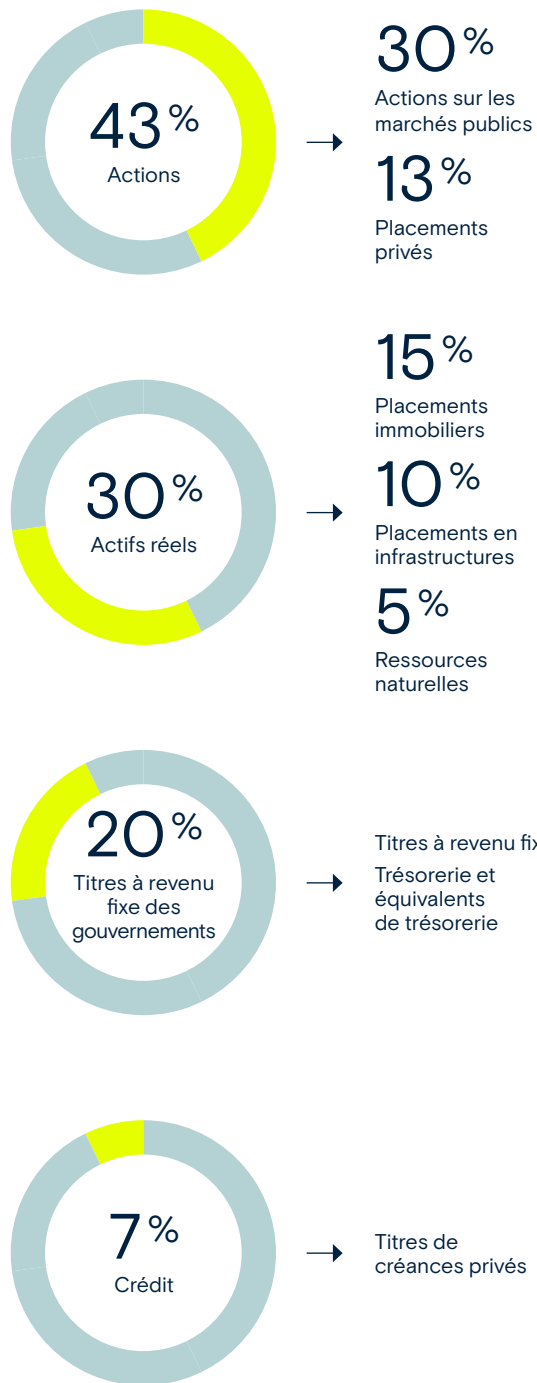 43 %
Actions
30 %
Actions sur les
marchés publics
13 %
Placements
privés
30 %
Actifs réels
15 %
Placements
immobiliers
10 %
Placements en
infrastructures
5 %
Ressources
naturelles
20 %
Titres à revenu
fixe des
gouvernements
Titres à revenu
Trésorerie et
équivalents
de trésorerie
7 %
Crédit
Titres de
créances privés